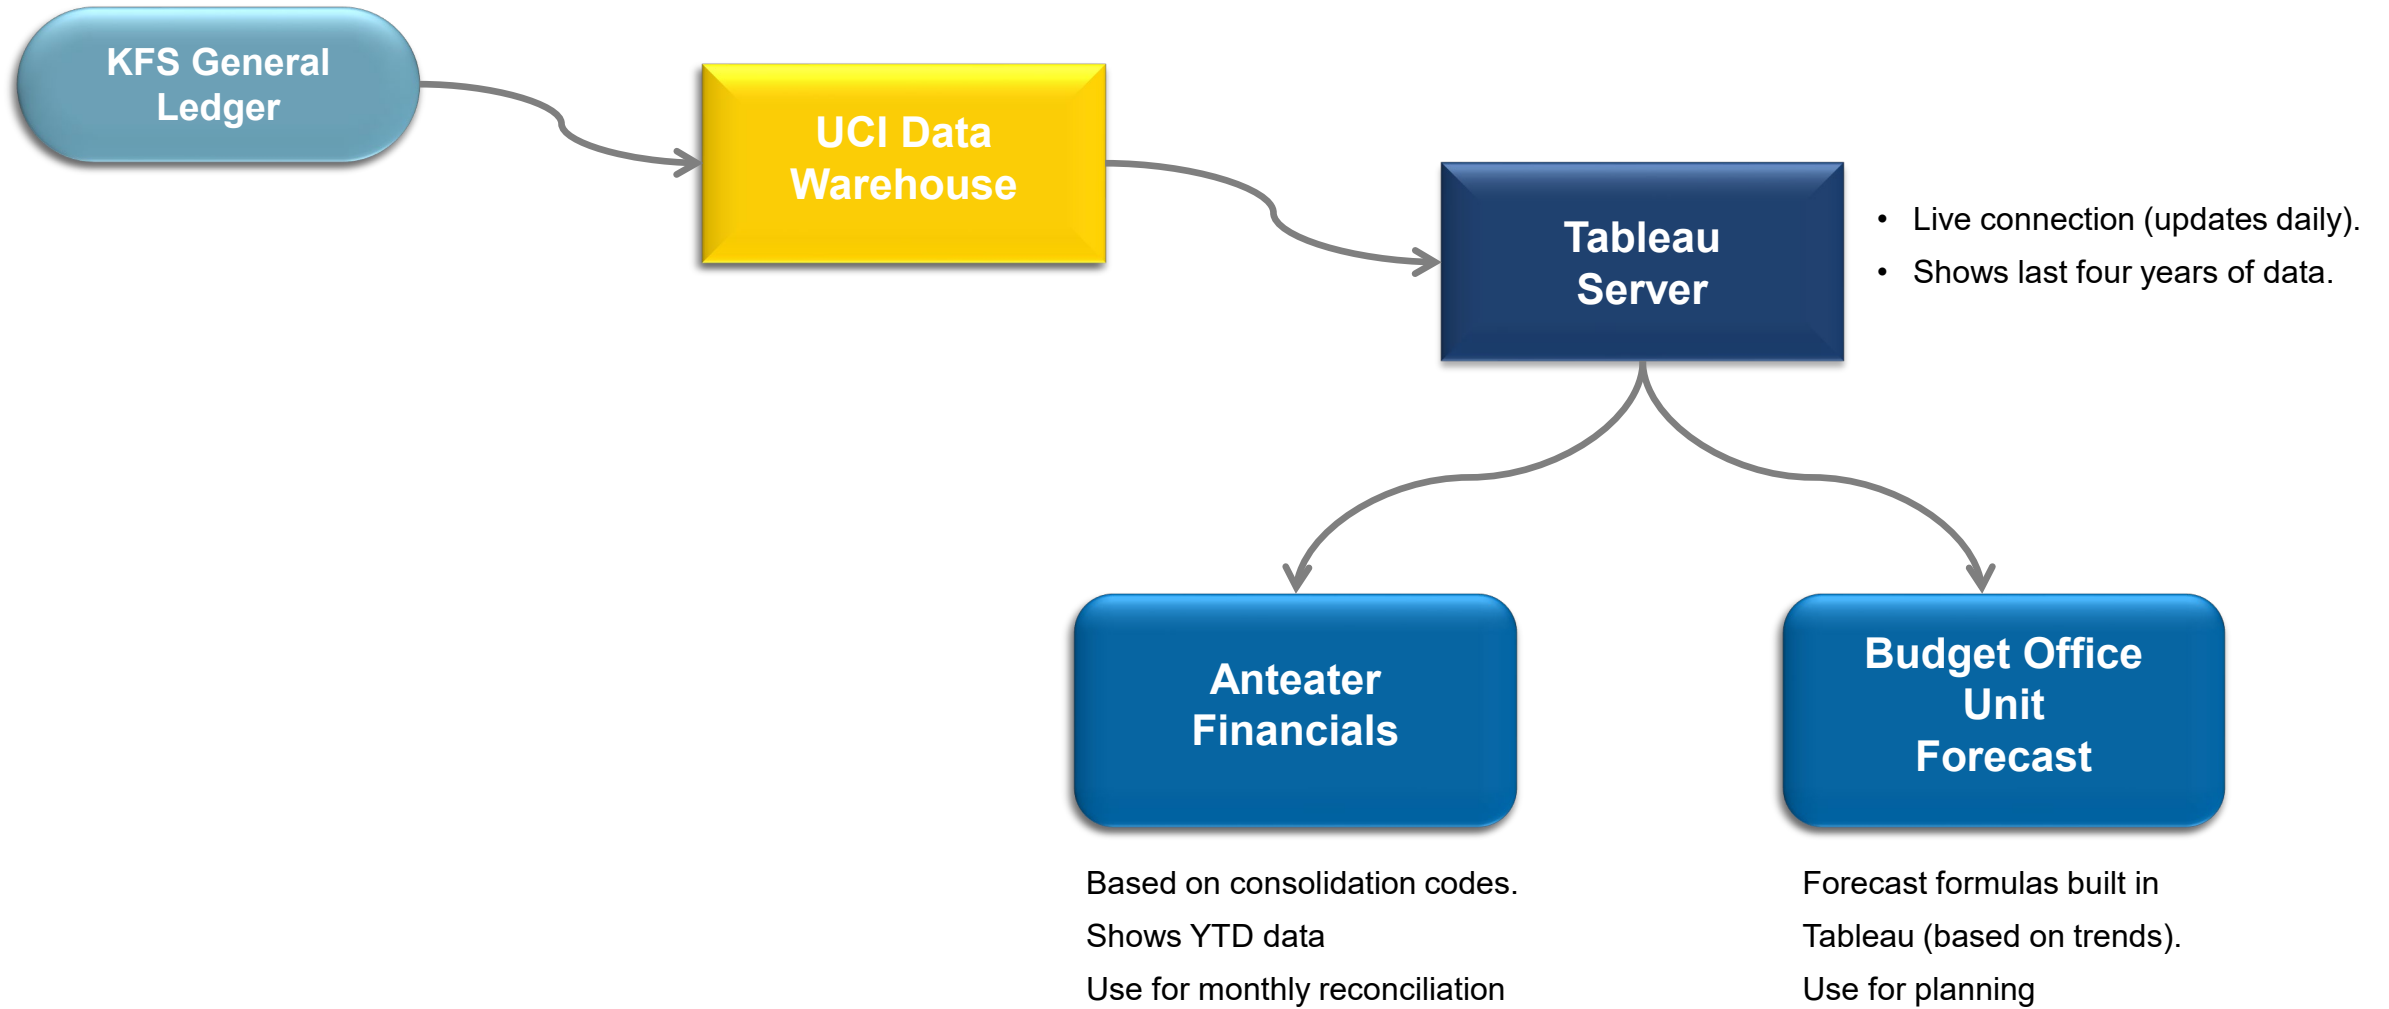 KFS General
Ledger
UCI Data
Warehouse
Tableau
Server
• Live connection (updates daily).
• Shows last four years of data.
Anteater
Financials
Budget Office
Unit
Forecast
Based on consolidation codes.
Shows YTD data
Use for monthly reconciliation
Forecast formulas built in
Tableau (based on trends).
Use for planning